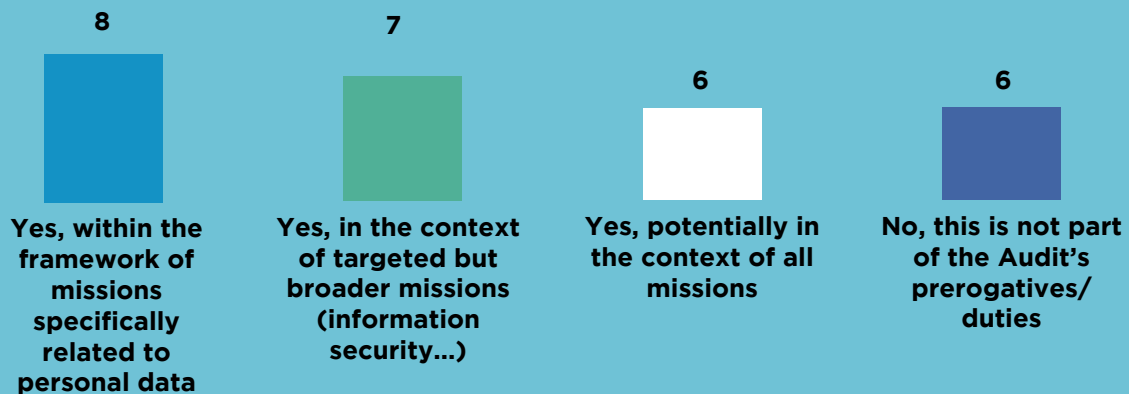 8
Yes, within the
framework of
missions
specifically
related to
personal data
7
Yes, in the context
of targeted but
broader missions
(information
security...)
6
Yes, potentially in
the context of all
missions
6
No, this is not part
of the Audit's
prerogatives/
duties